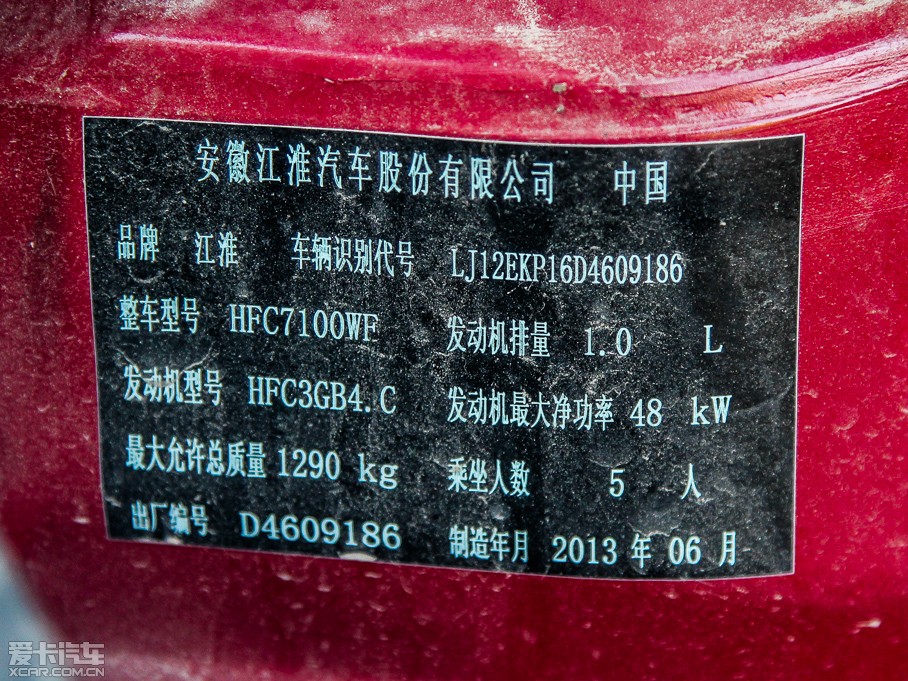 安徽江淮汽车股份有限公司 中国
品牌 江淮 车辆识别代号 LJ12EKP16D4609186
整车型号 HFC7100WF 发动机排量 1.0 L
发动机型号 HFC3GB4.C 发动机最大净功率 48 kW
最大允许总质量 1290 kg 乘坐人数 5 人
出厂编号 D4609186 制造年月 2013 年 06 月
爱卡汽车
XCAR.COM.CN